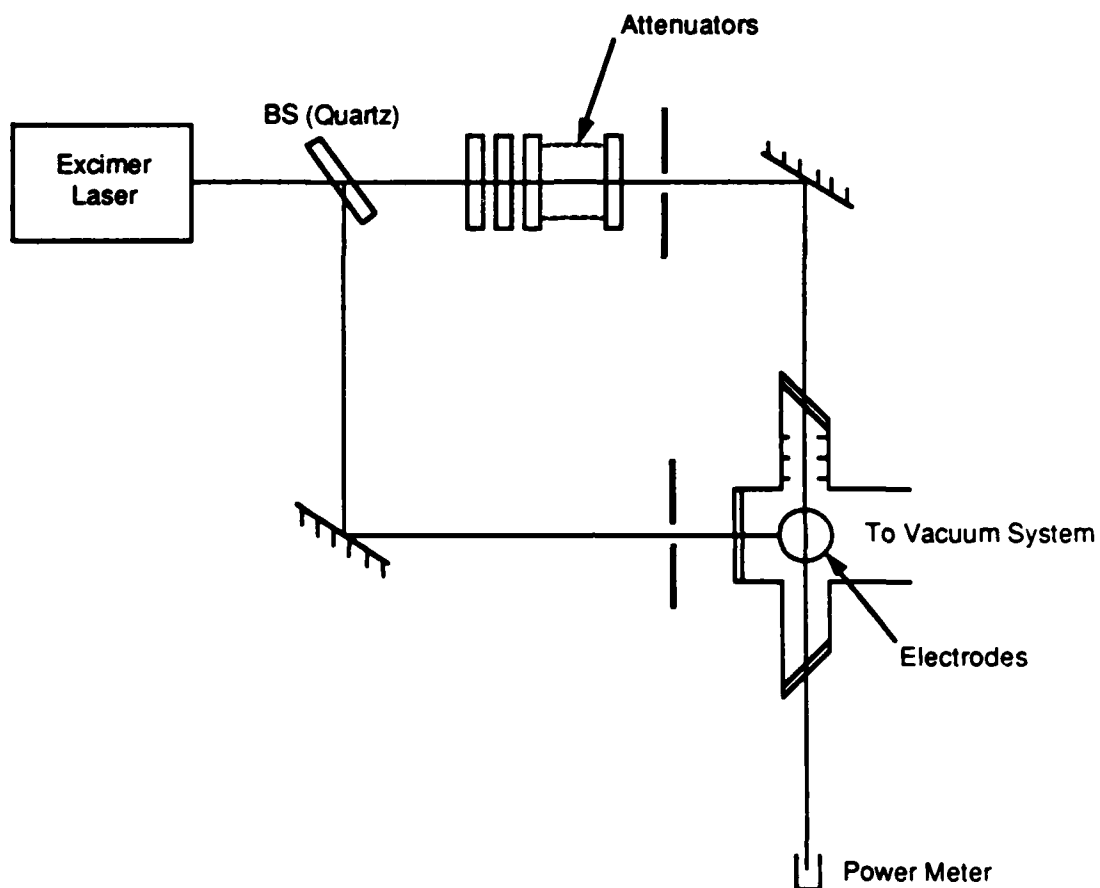 Attenuators
BS (Quartz)
Excimer
Laser
To Vacuum System
Electrodes
Power Meter